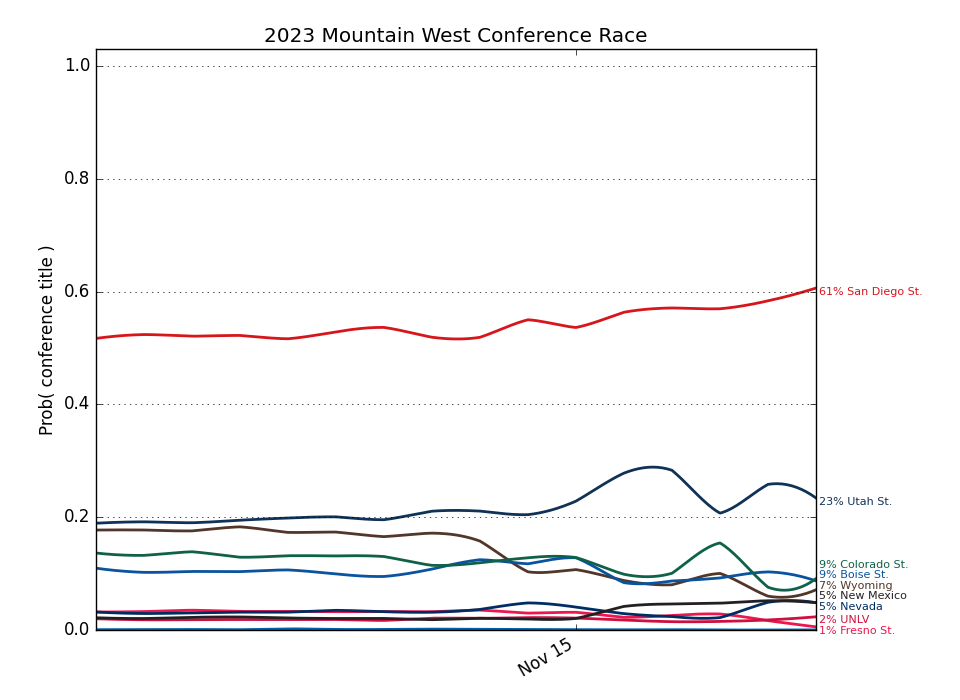 2023 Mountain West Conference Race
Prob( conference title )
1.0
0.8
0.6
0.4
0.2
0.0
Nov 15
61% San Diego St.
23% Utah St.
9% Colorado St.
9% Boise St.
7% Wyoming
5% New Mexico
5% Nevada
2% UNLV
1% Fresno St.